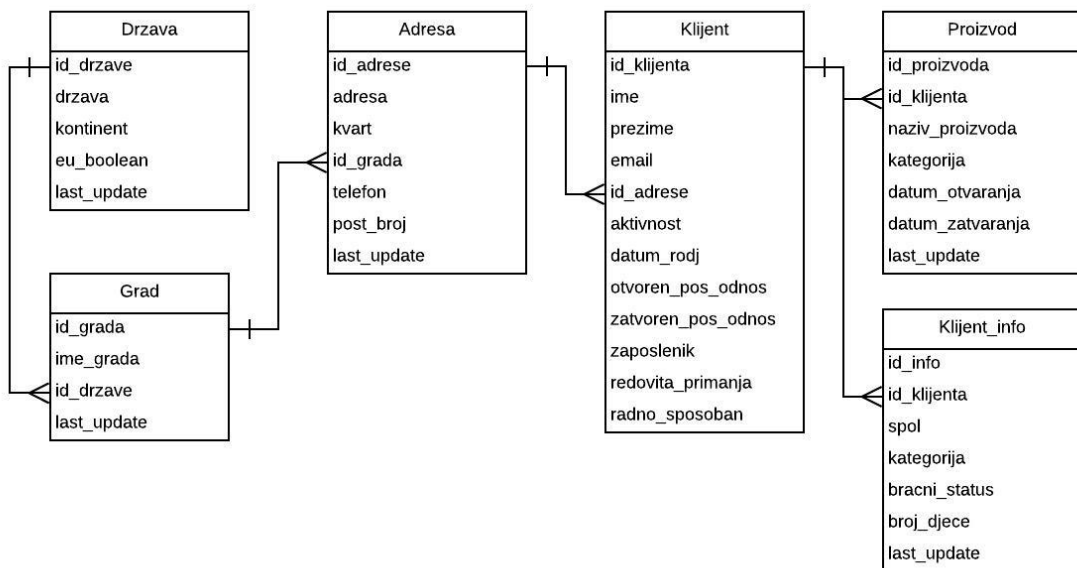 Drzava
id_drzave
drzava
kontinent
eu_boolean
last_update
Grad
id_grada
ime_grada
id_drzave
last_update
Adresa
id_adrese
adresa
kvart
id_grada
telefon
post_broj
last_update
Klijent
id_klijenta
ime
prezime
email
id_adrese
aktivnost
datum_rodj
otvoren_pos_odnos
zatvoren_pos_odnos
zaposlenik
redovita_primanja
radno_sposoban
Proizvod
id_proizvoda
id_klijenta
naziv_proizvoda
kategorija
datum_otvaranja
datum_zatvaranja
last_update
Klijent_info
id_info
id_klijenta
spol
kategorija
bracni_status
broj_djece
last_update